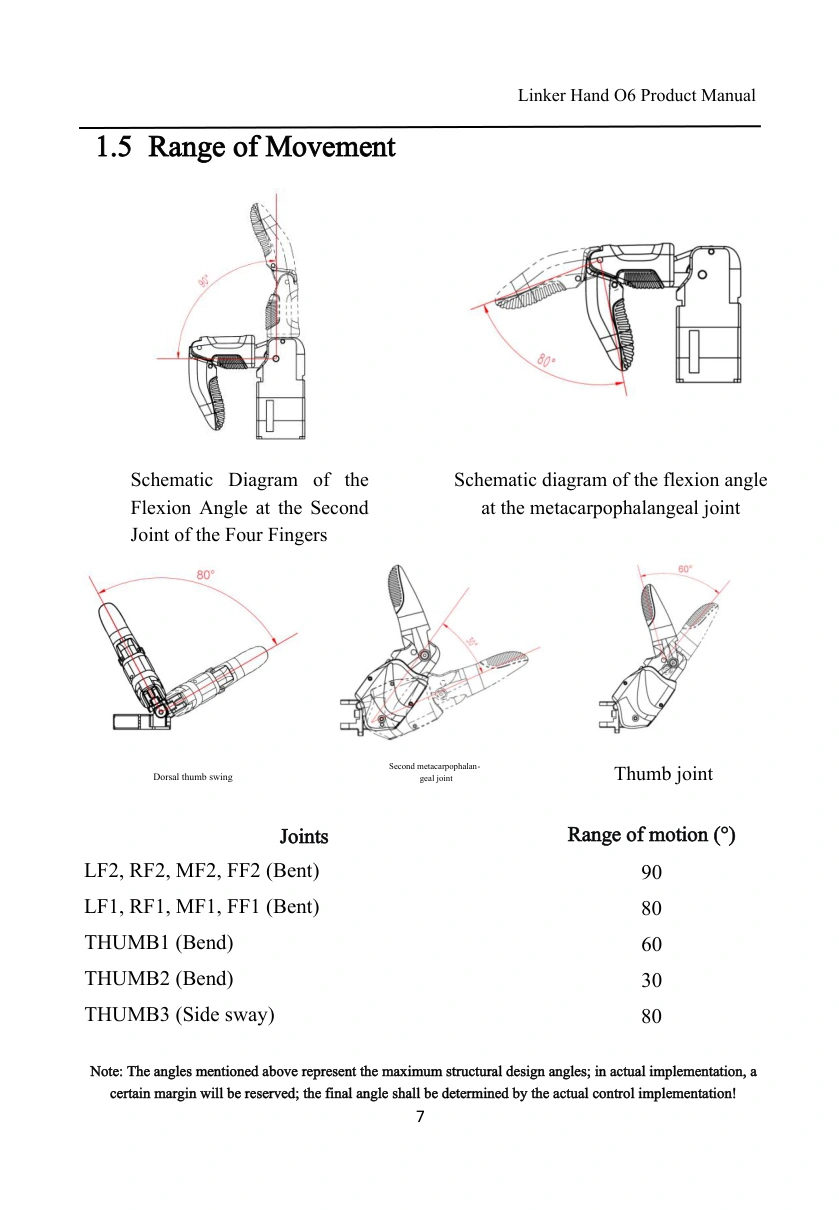 Linker Hand O6 Product Manual
1.5 Range of Movement
90°
80°
Schematic Diagram of the
Flexion Angle at the Second
Joint of the Four Fingers
Schematic diagram of the flexion angle
at the metacarpophalangeal joint
80°
30°
60°
Dorsal thumb swing
Second metacarpophalan-
geal joint
Thumb joint
Joints Range of motion (°)
LF2, RF2, MF2, FF2 (Bent) 90
LF1, RF1, MF1, FF1 (Bent) 80
THUMB1 (Bend) 60
THUMB2 (Bend) 30
THUMB3 (Side sway) 80
Note: The angles mentioned above represent the maximum structural design angles; in actual implementation, a
certain margin will be reserved; the final angle shall be determined by the actual control implementation!
7